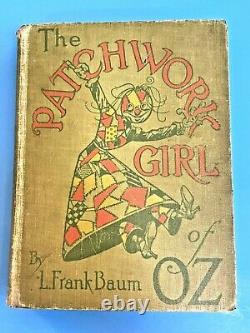 The
PATCHWORK
GIRL
of
OZ
By
L. Frank Baum